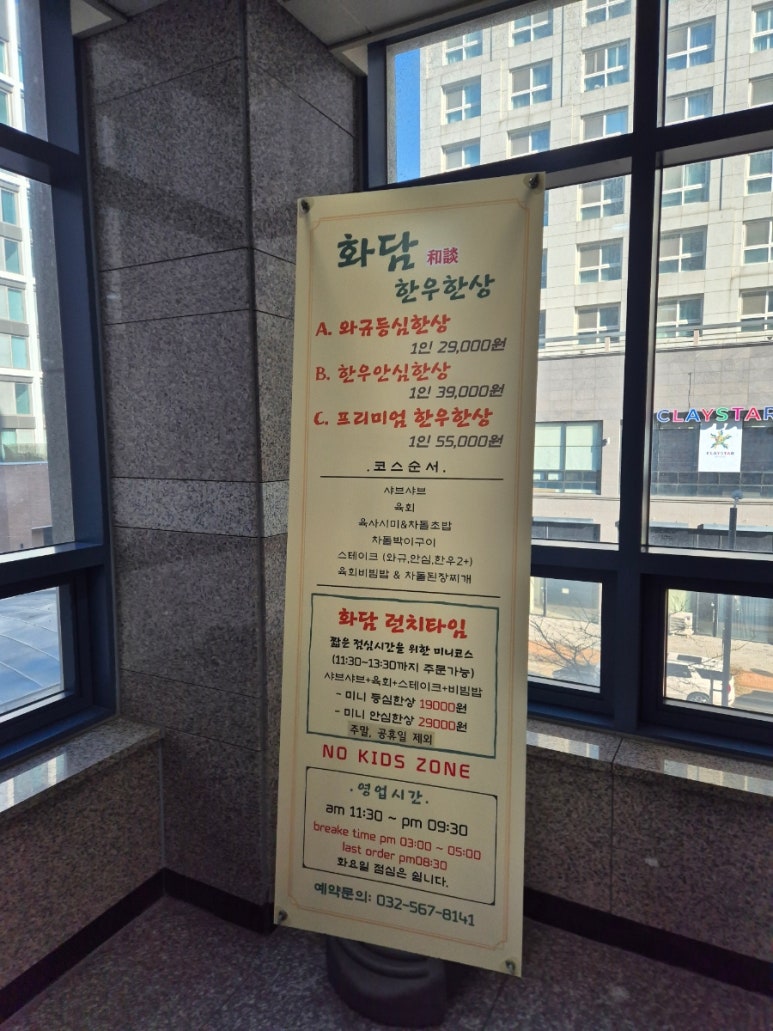 화담 和談
한우한상
A. 와규등심한상
1인 29,000원
B. 한우안심한상
1인 39,000원
C. 프리미엄 한우한상
1인 55,000원
. 코스순서 .
샤브샤브
육회
육사시미&차돌초밥
차돌박이구이
스테이크 (와규,안심,한우2+)
육회비빔밥 & 차돌된장찌개
화담 런치타임
짧은 점심시간을 위한 미니코스
(11:30~13:30까지 주문가능)
샤브샤브+육회+스테이크+비빔밥
- 미니 등심한상 19000원
- 미니 안심한상 29000원
주말, 공휴일 제외
NO KIDS ZONE
. 영업시간 .
am 11:30 ~ pm 09:30
breake time pm 03:00 ~ 05:00
last order pm08:30
화요일 점심은 쉽니다.
예약문의: 032-567-8141
CLAYSTAR
CLAYSTAR